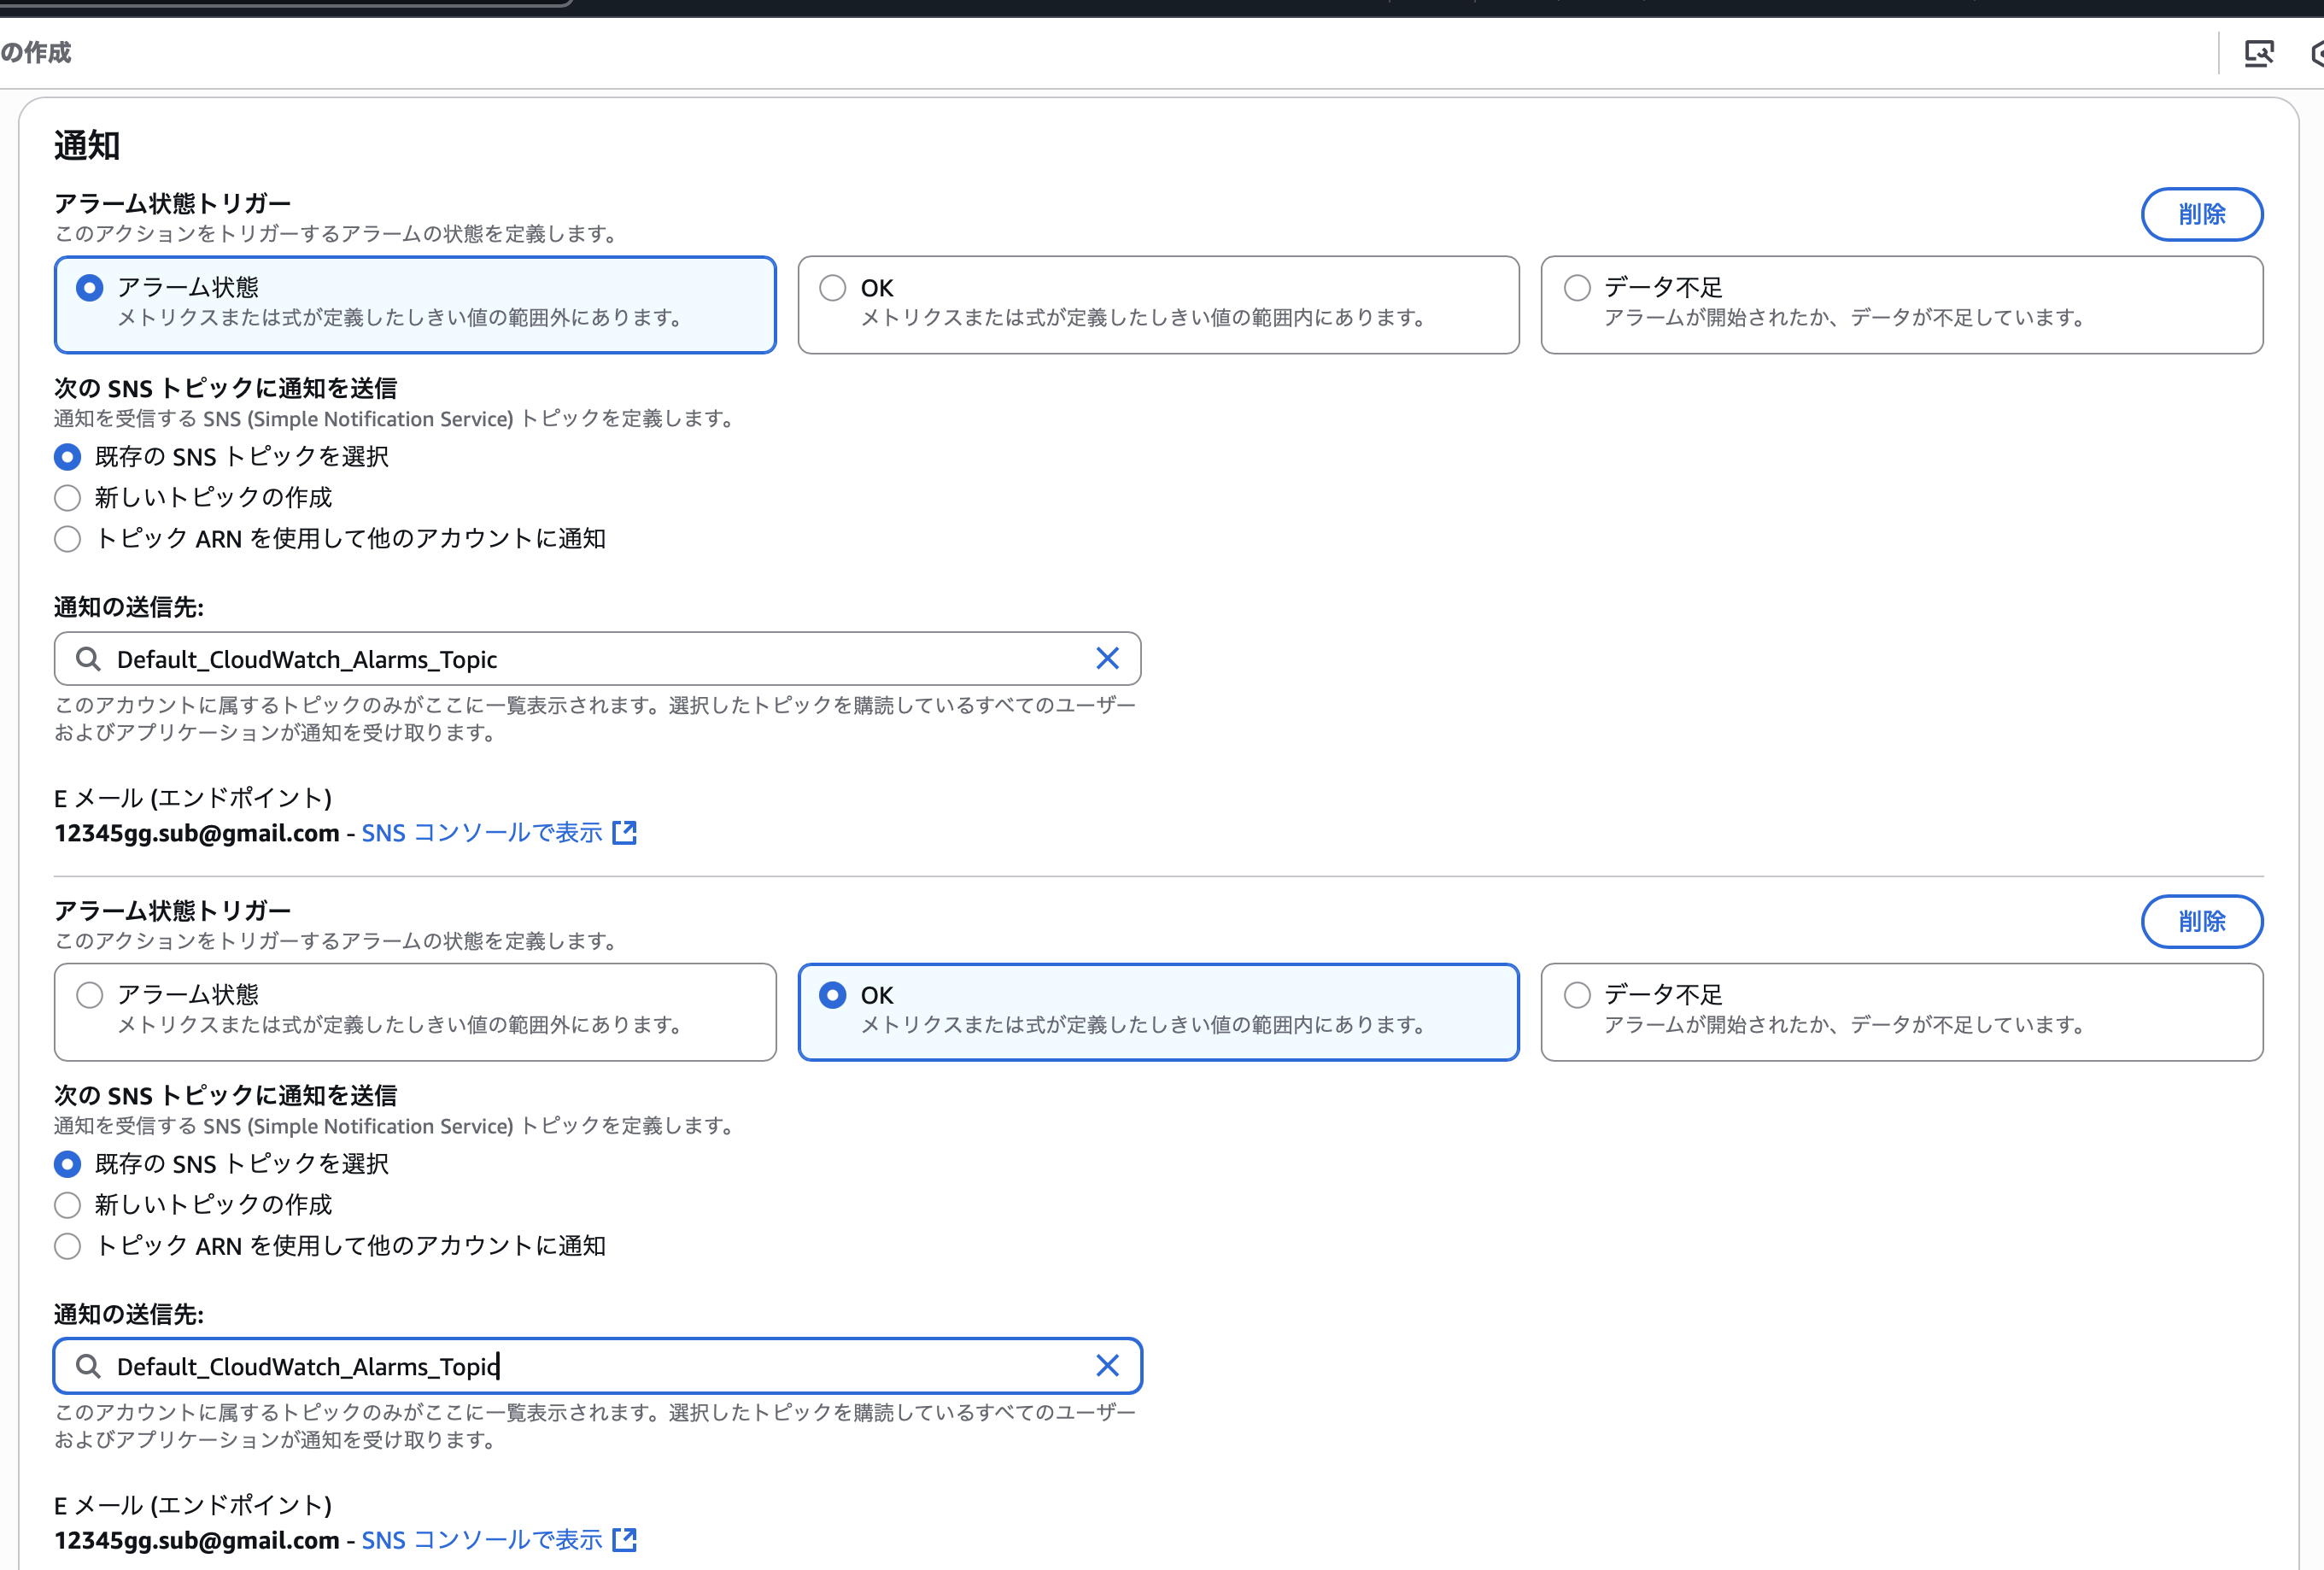 の作成
通知
アラーム状態トリガー
このアクションをトリガーするアラームの状態を定義します。
削除
アラーム状態
メトリクスまたは式が定義したしきい値の範囲外にあります。
OK
メトリクスまたは式が定義したしきい値の範囲内にあります。
データ不足
アラームが開始されたか、データが不足しています。
次の SNS トピックに通知を送信
通知を受信する SNS (Simple Notification Service) トピックを定義します。
既存の SNS トピックを選択
新しいトピックの作成
トピック ARN を使用して他のアカウントに通知
通知の送信先:
Default_CloudWatch_Alarms_Topic
このアカウントに属するトピックのみがここに一覧表示されます。選択したトピックを購読しているすべてのユーザー
およびアプリケーションが通知を受け取ります。
E メール (エンドポイント)
12345gg.sub@gmail.com - SNS コンソールで表示
アラーム状態トリガー
このアクションをトリガーするアラームの状態を定義します。
削除
アラーム状態
メトリクスまたは式が定義したしきい値の範囲外にあります。
OK
メトリクスまたは式が定義したしきい値の範囲内にあります。
データ不足
アラームが開始されたか、データが不足しています。
次の SNS トピックに通知を送信
通知を受信する SNS (Simple Notification Service) トピックを定義します。
既存の SNS トピックを選択
新しいトピックの作成
トピック ARN を使用して他のアカウントに通知
通知の送信先:
Default_CloudWatch_Alarms_Topic
このアカウントに属するトピックのみがここに一覧表示されます。選択したトピックを購読しているすべてのユーザー
およびアプリケーションが通知を受け取ります。
E メール (エンドポイント)
12345gg.sub@gmail.com - SNS コンソールで表示